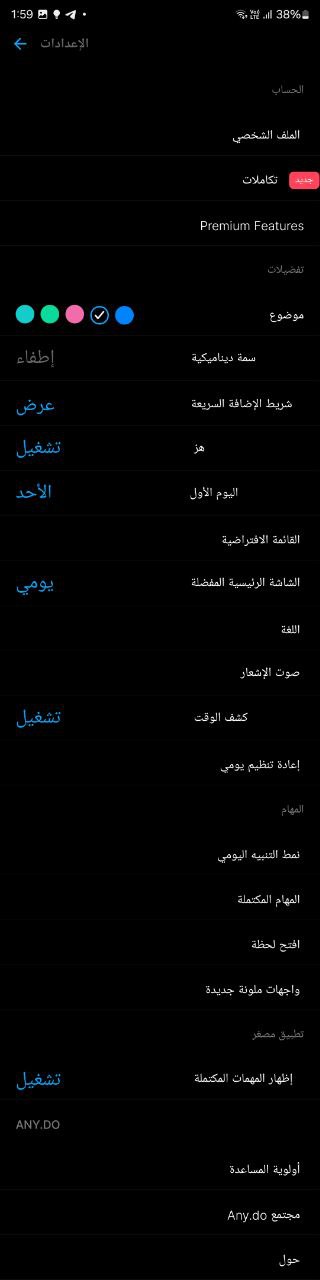 1:59 38%
الإعدادات
الحساب
الملف الشخصي
تكاملات جديد
Premium Features
تفضيلات
موضوع
سمة ديناميكية إطفاء
شريط الإضافة السريعة عرض
هز تشغيل
اليوم الأول الأحد
القائمة الافتراضية
الشاشة الرئيسية المفضلة يومي
اللغة
صوت الإشعار
كشف الوقت تشغيل
إعادة تنظيم يومي
المهام
نمط التنبيه اليومي
المهام المكتملة
افتح لحظة
واجهات ملونة جديدة
تطبيق مصغر
إظهار المهمات المكتملة تشغيل
ANY.DO
أولوية المساعدة
مجتمع Any.do
حول